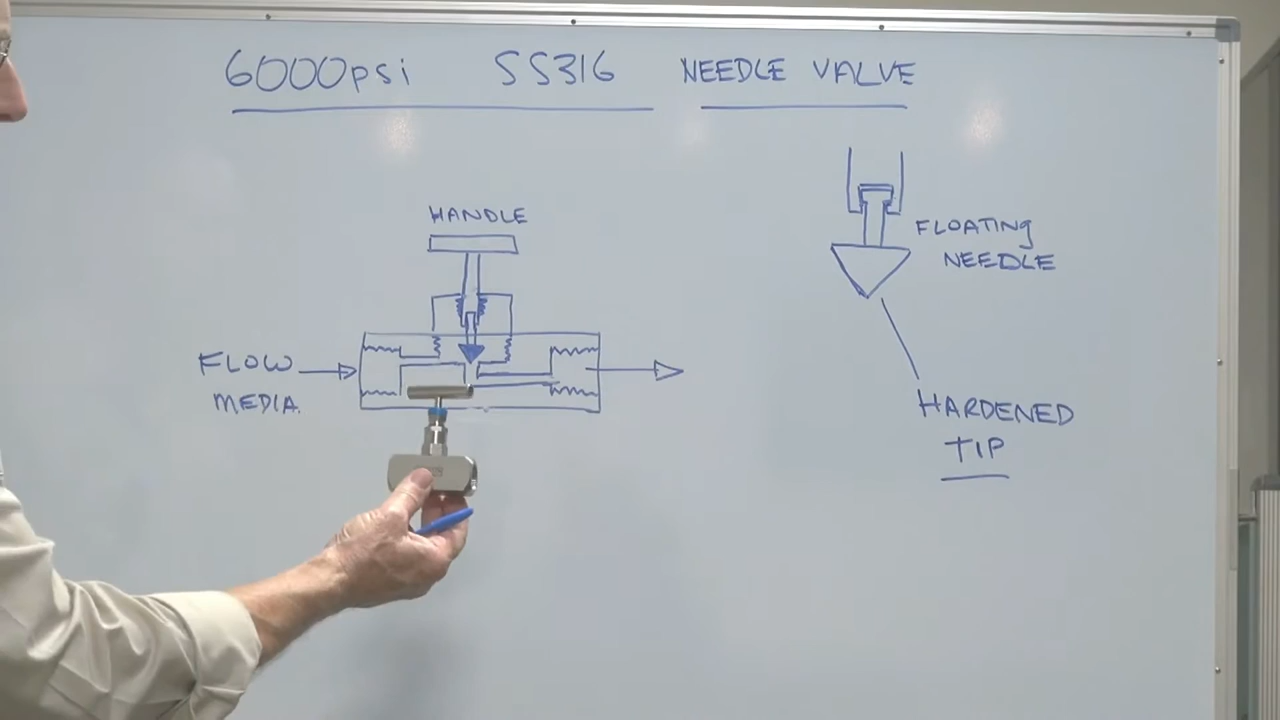 6000psi SS316 NEEDLE VALVE
HANDLE
FLOW
MEDIA.
FLOATING
NEEDLE
HARDENED
TIP